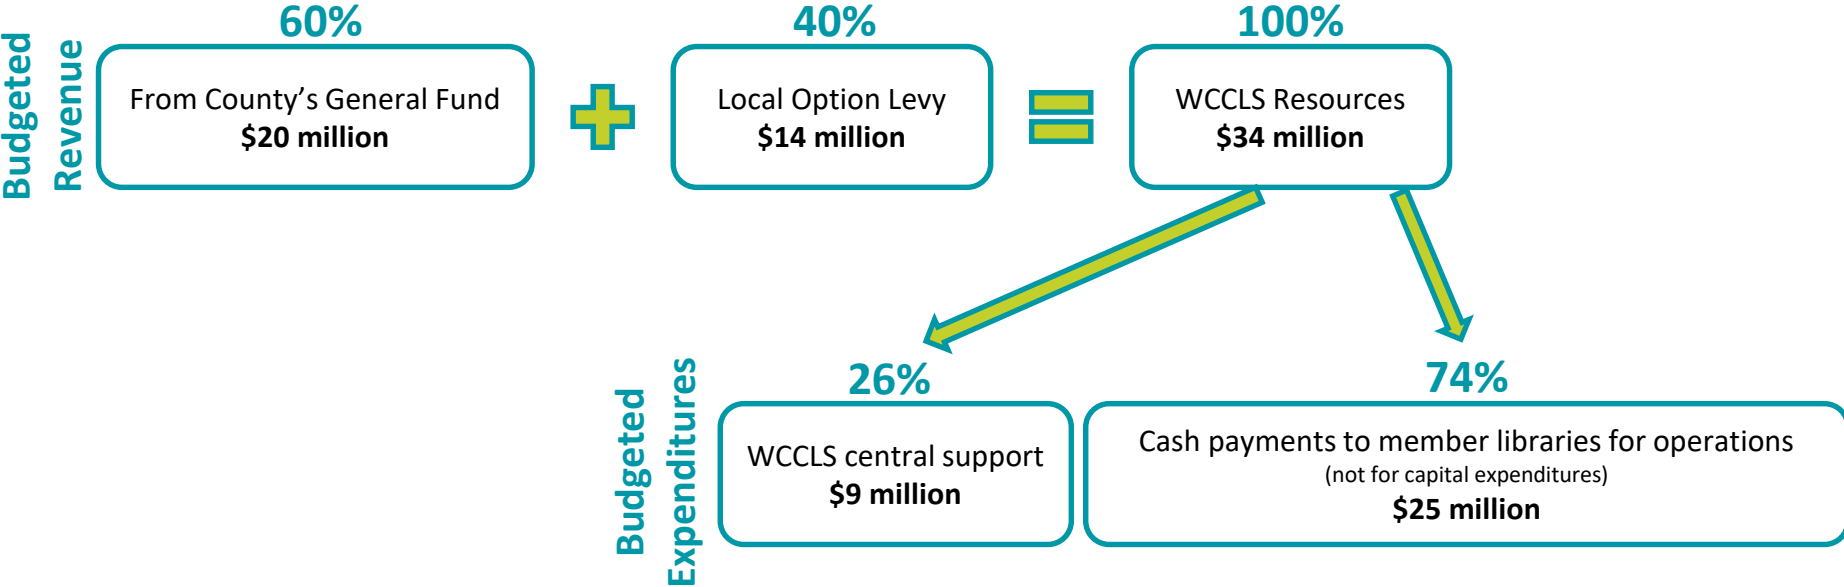 60%
40%
100%
Budgeted
Revenue
From County's General Fund
$20 million
Local Option Levy
$14 million
WCCLS Resources
$34 million
Budgeted
Expenditures
26%
74%
WCCLS central support
$9 million
Cash payments to member libraries for operations
(not for capital expenditures)
$25 million